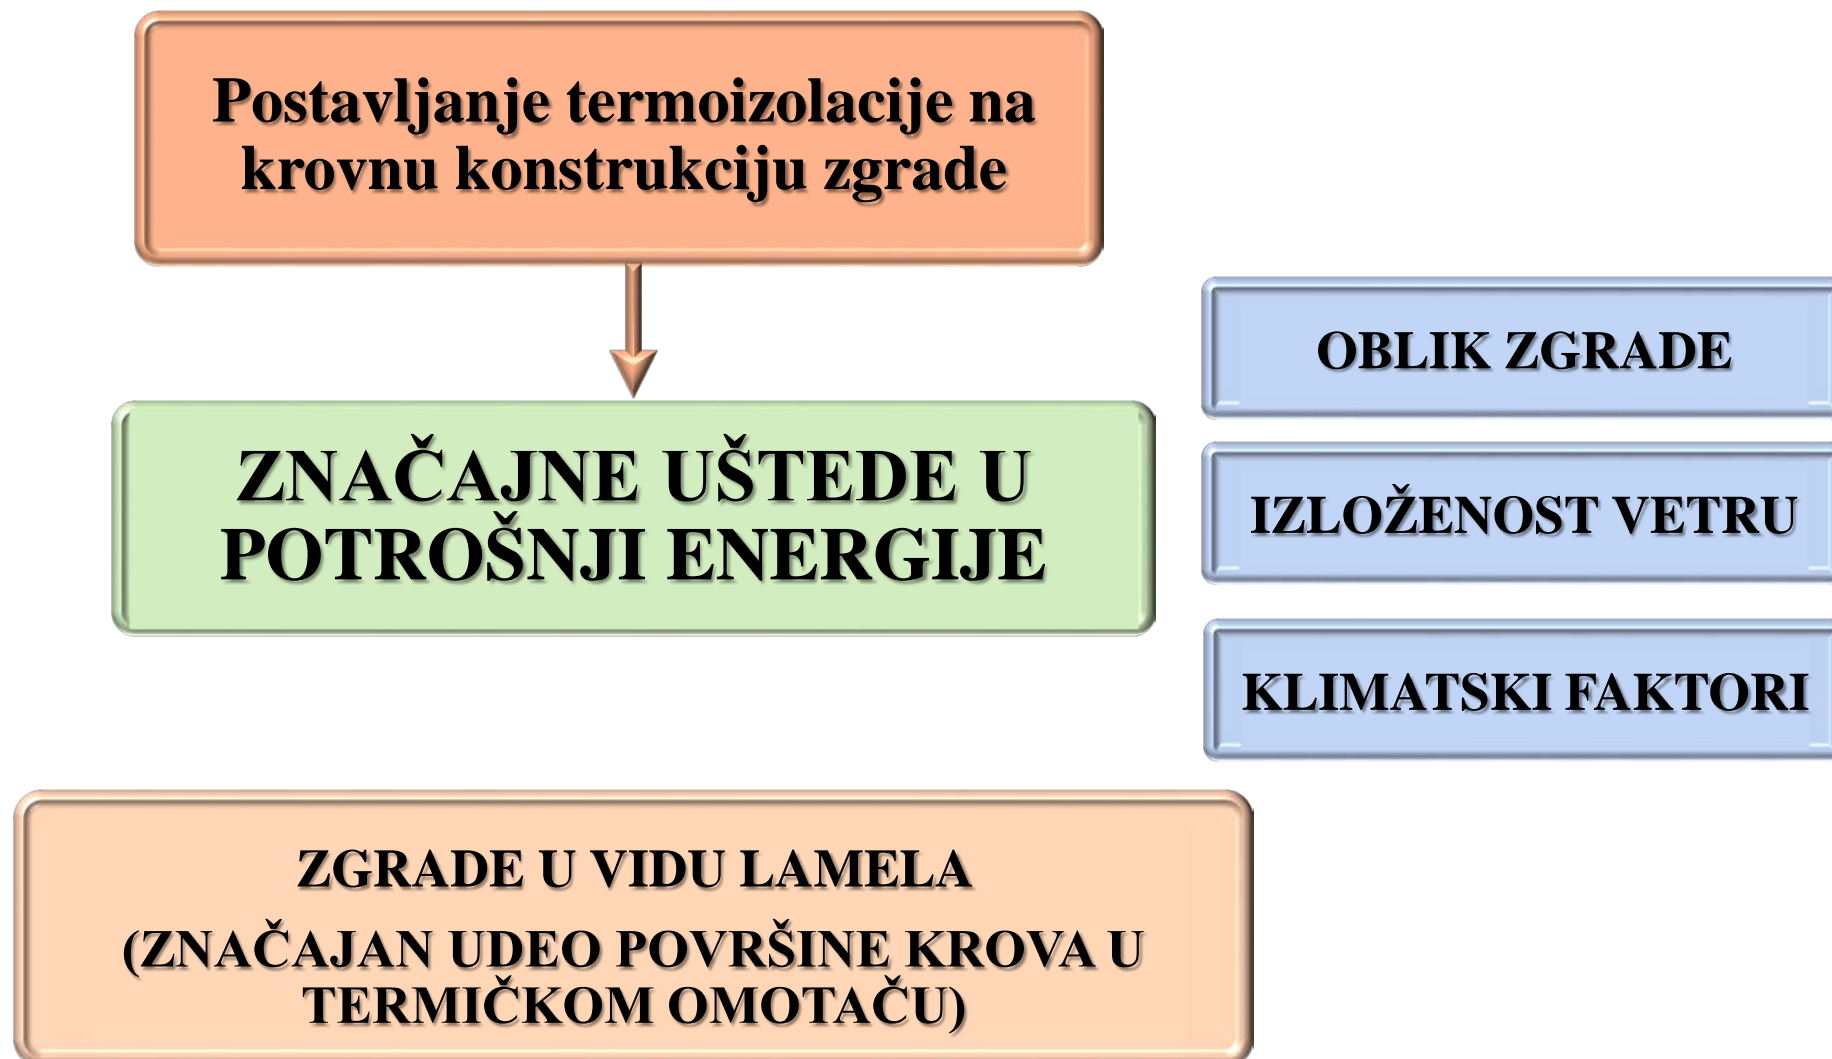 Postavljanje termoizolacije na
krovnu konstrukciju zgrade
ZNAČAJNE UŠTEDE U
POTROŠNJI ENERGIJE
OBLIK ZGRADE
IZLOŽENOST VETRU
KLIMATSKI FAKTORI
ZGRADE U VIDU LAMELA
(ZNAČAJAN UDEO POVRŠINE KROVA U
TERMIČKOM OMOTAČU)